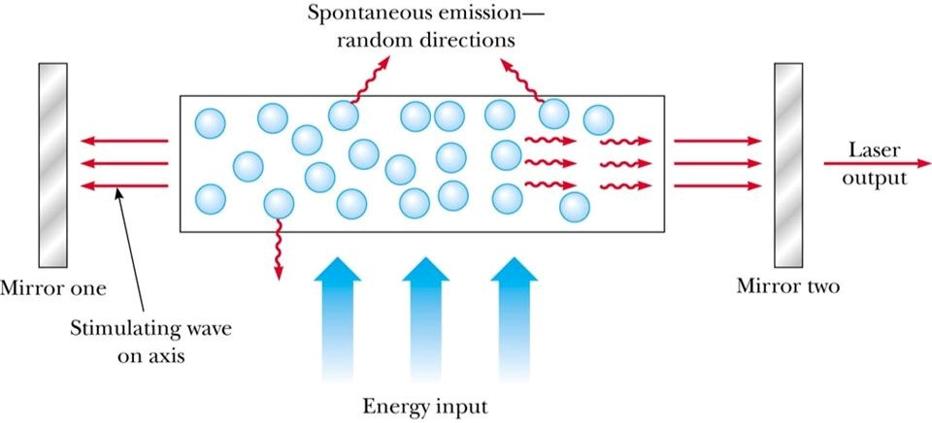 Spontaneous emission—
random directions
Laser
output
Mirror one
Mirror two
Stimulating wave
on axis
Energy input